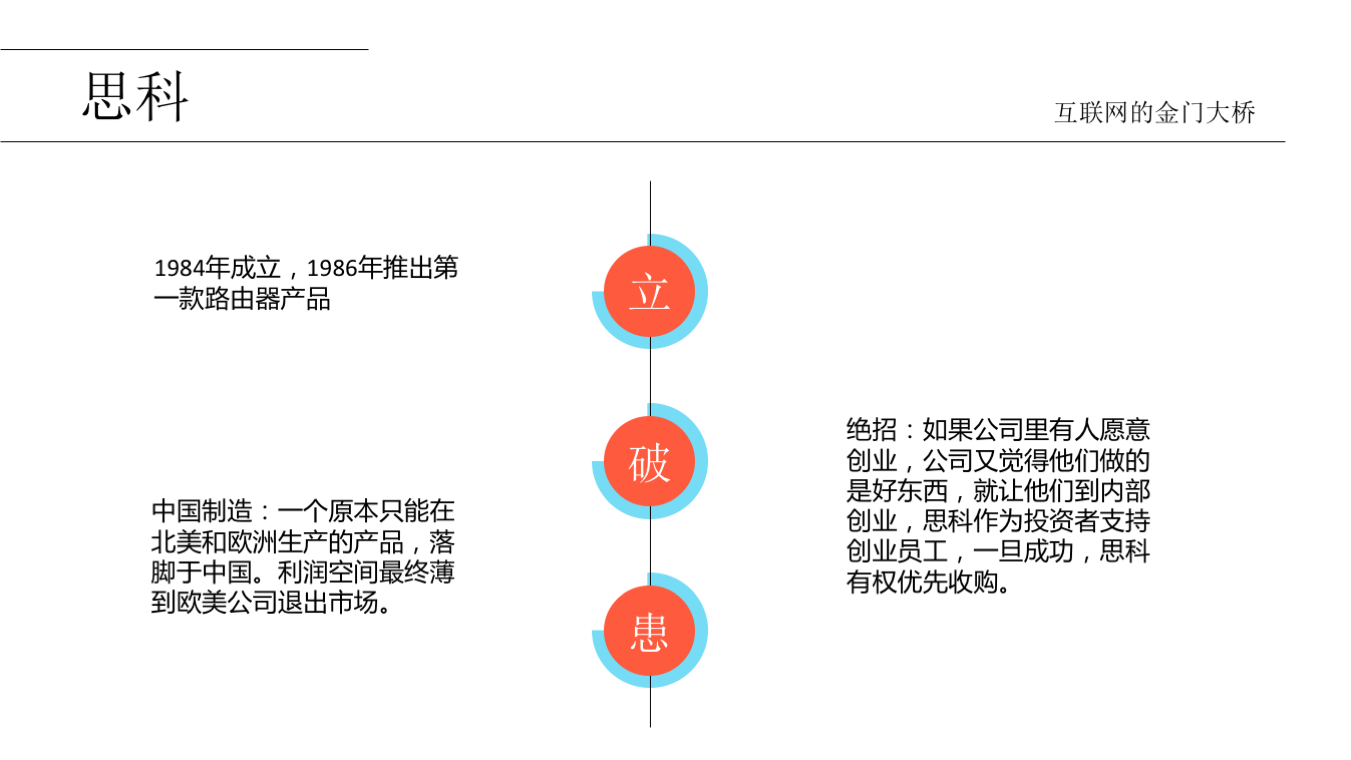 思科
互联网的金门大桥
1984年成立，1986年推出第
一款路由器产品
立
破
绝招：如果公司里有人愿意
创业，公司又觉得他们做的
是好东西，就让他们到内部
创业，思科作为投资者支持
创业员工，一旦成功，思科
有权优先收购。
中国制造：一个原本只能在
北美和欧洲生产的产品，落
脚于中国。利润空间最终薄
到欧美公司退出市场。
患